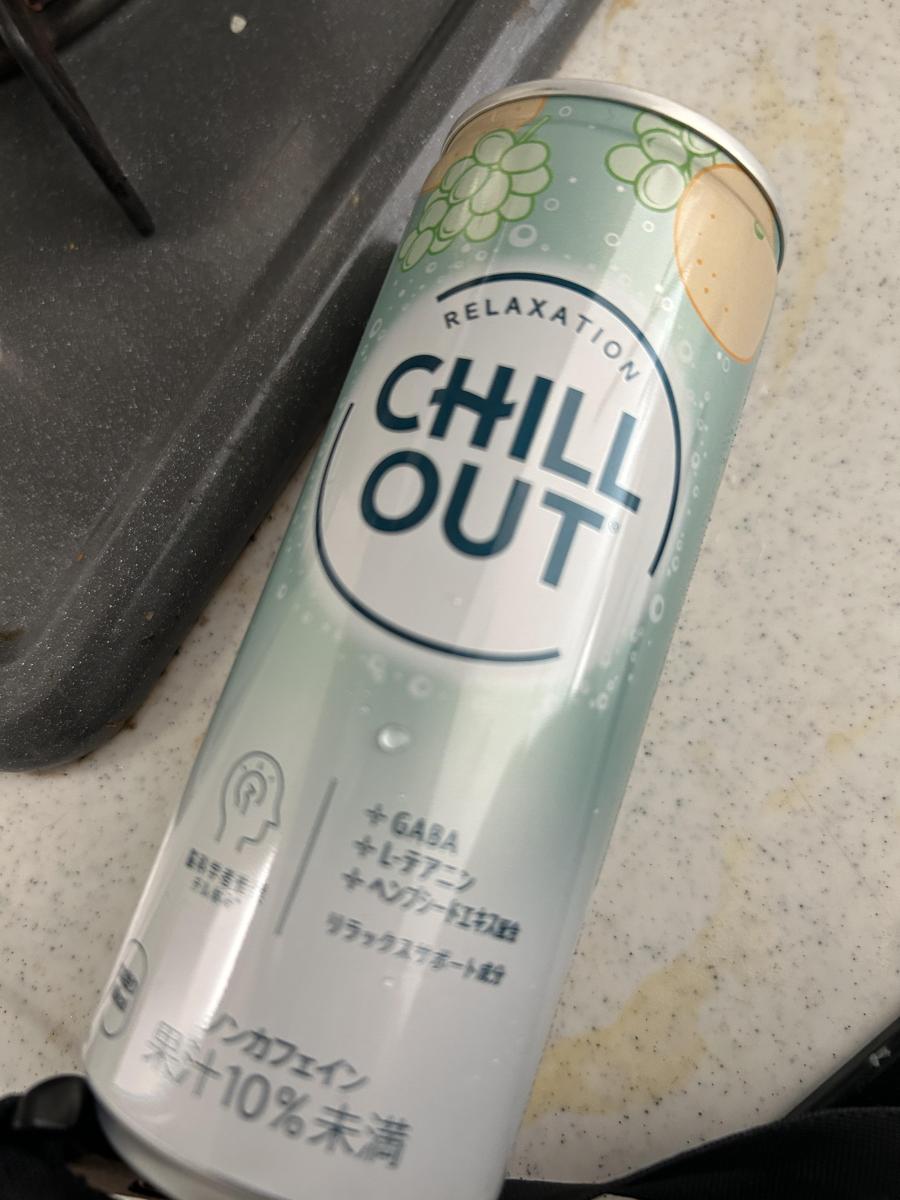 RELAXATION
CHILL
OUT®
+ GABA
+ L-テアニン
+ ヘンプシードエキス配合
リラックスサポート成分
ノンカフェイン
果汁10%未満